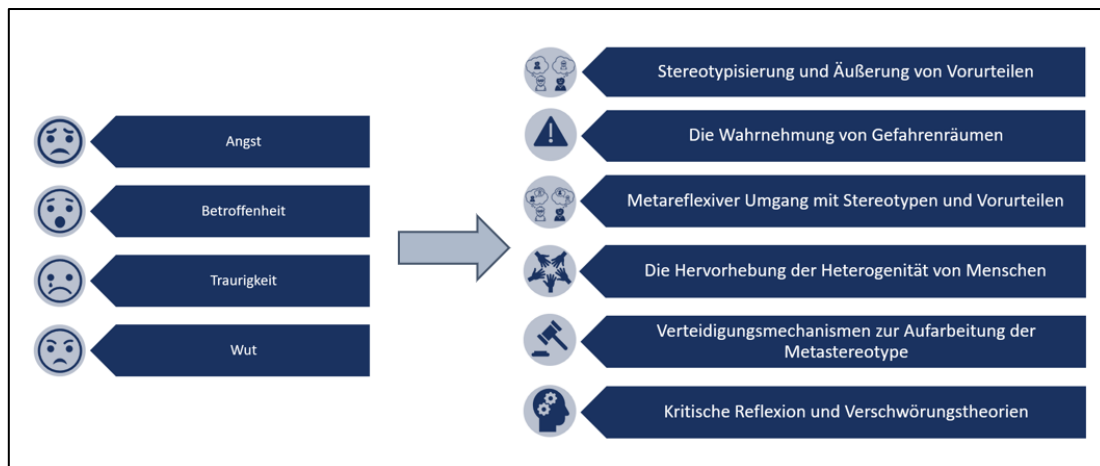 Angst
Betroffenheit
Traurigkeit
Wut
Stereotypisierung und Äußerung von Vorurteilen
Die Wahrnehmung von Gefahrenräumen
Metareflexiver Umgang mit Stereotypen und Vorurteilen
Die Hervorhebung der Heterogenität von Menschen
Verteidigungsmechanismen zur Aufarbeitung der
Metastereotype
Kritische Reflexion und Verschwörungstheorien